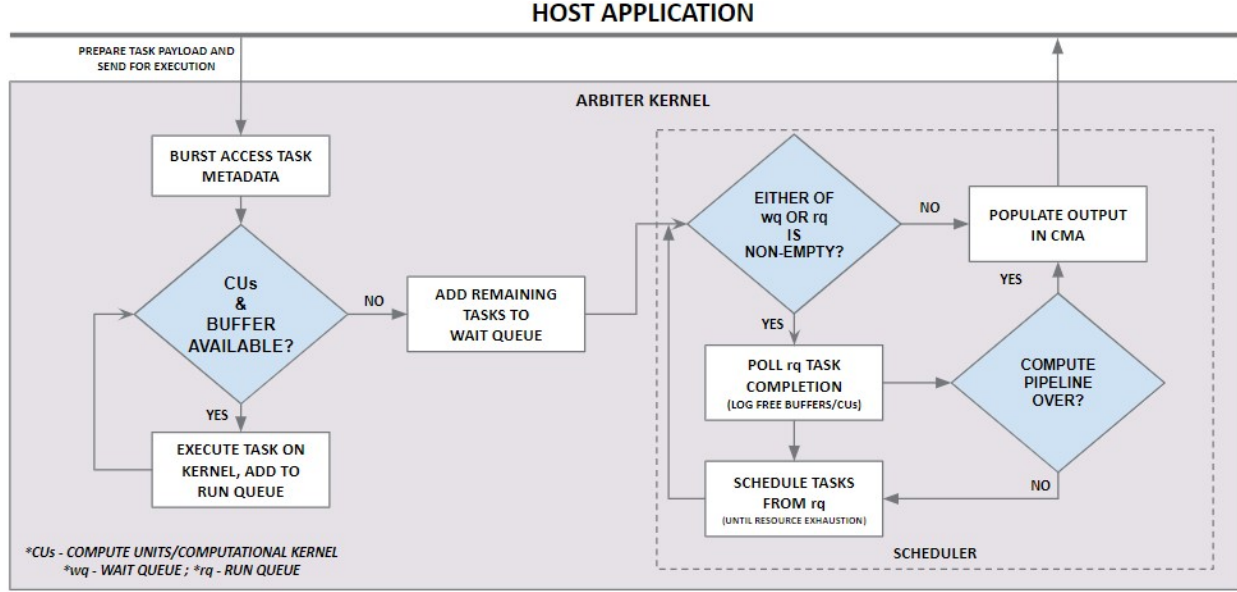 HOST APPLICATION
PREPARE TASK PAYLOAD AND
SEND FOR EXECUTION
ARBITER KERNEL
BURST ACCESS TASK
METADATA
CUs
&
BUFFER
AVAILABLE?
NO
YES
EXECUTE TASK ON
KERNEL, ADD TO
RUN QUEUE
ADD REMAINING
TASKS TO
WAIT QUEUE
EITHER OF
wq OR rq
IS
NON-EMPTY?
NO
YES
POPULATE OUTPUT
IN CMA
YES
POLL rq TASK
COMPLETION
(LOG FREE BUFFERS/CUs)
COMPUTE
PIPELINE
OVER?
NO
SCHEDULE TASKS
FROM rq
(UNTIL RESOURCE EXHAUSTION)
SCHEDULER
*CUs - COMPUTE UNITS/COMPUTATIONAL KERNEL
*wq - WAIT QUEUE ; *rq - RUN QUEUE